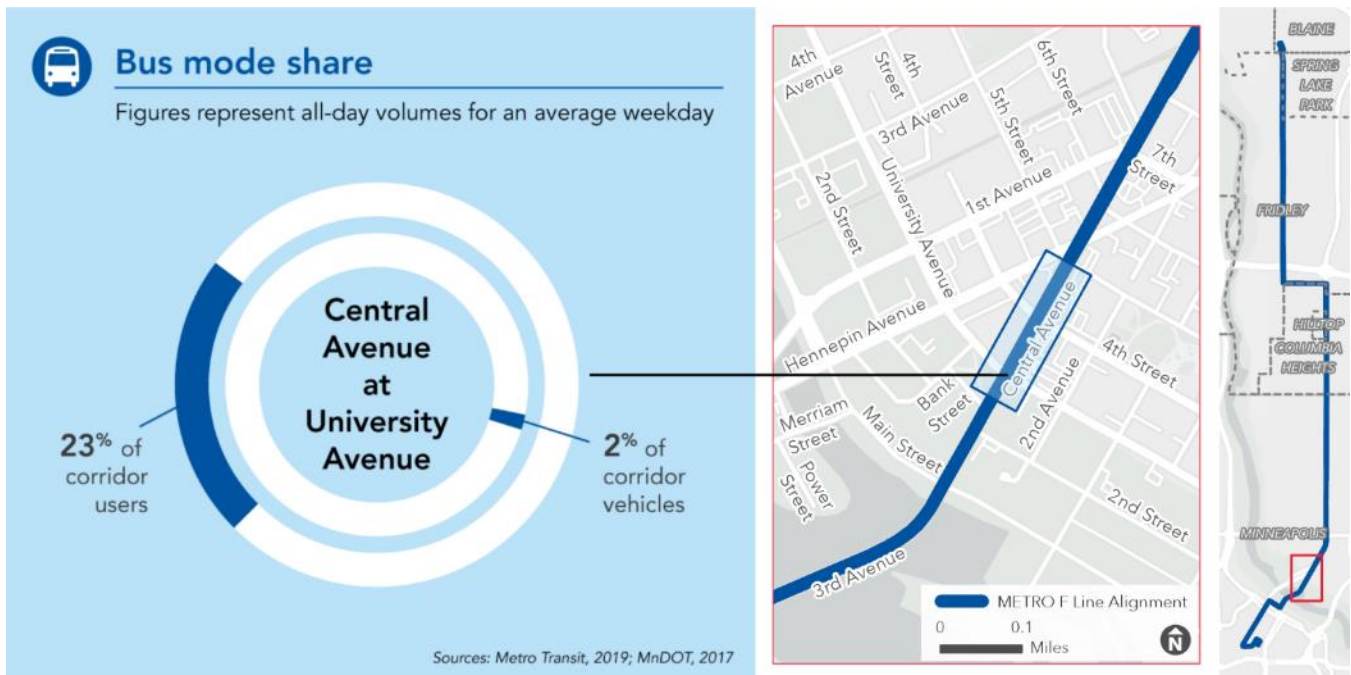 Bus mode share
Figures represent all-day volumes for an average weekday
Central
Avenue
at
University
Avenue
23% of
corridor
users
2% of
corridor
vehicles
Sources: Metro Transit, 2019; MnDOT, 2017
4th
Avenue
4th
Street
3rd Avenue
6th Street
5th Street
7th
Street
2nd Street
University Avenue
1st Avenue
Hennepin Avenue
Central Avenue
4th Street
Bank
Street
2nd Avenue
Merriam
Street
Main Street
Power
Street
2nd Street
3rd Avenue
METRO F Line Alignment
0 0.1
Miles
N
BLAINE
SPRING
LAKE
PARK
FRIDLEY
HILLTOP
COLUMBIA
HEIGHTS
MINNEAPOLIS